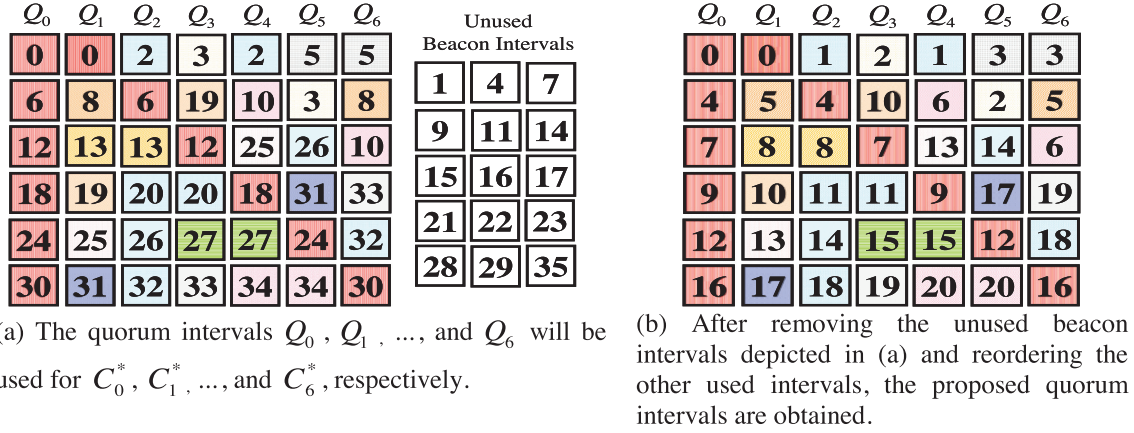 Q0 Q1 Q2 Q3 Q4 Q5 Q6
0 0 2 3 2 5 5
6 8 6 19 10 3 8
12 13 13 12 25 26 10
18 19 20 20 18 31 33
24 25 26 27 27 24 32
30 31 32 33 34 34 30
Unused
Beacon Intervals
1 4 7
9 11 14
15 16 17
21 22 23
28 29 35
(a) The quorum intervals Q0 , Q1 , ..., and Q6 will be
used for C*0 , C*1 , ..., and C*6 , respectively.
Q0 Q1 Q2 Q3 Q4 Q5 Q6
0 0 1 2 1 3 3
4 5 4 10 6 2 5
7 8 8 7 13 14 6
9 10 11 11 9 17 19
12 13 14 15 15 12 18
16 17 18 19 20 20 16
(b) After removing the unused beacon
intervals depicted in (a) and reordering the
other used intervals, the proposed quorum
intervals are obtained.